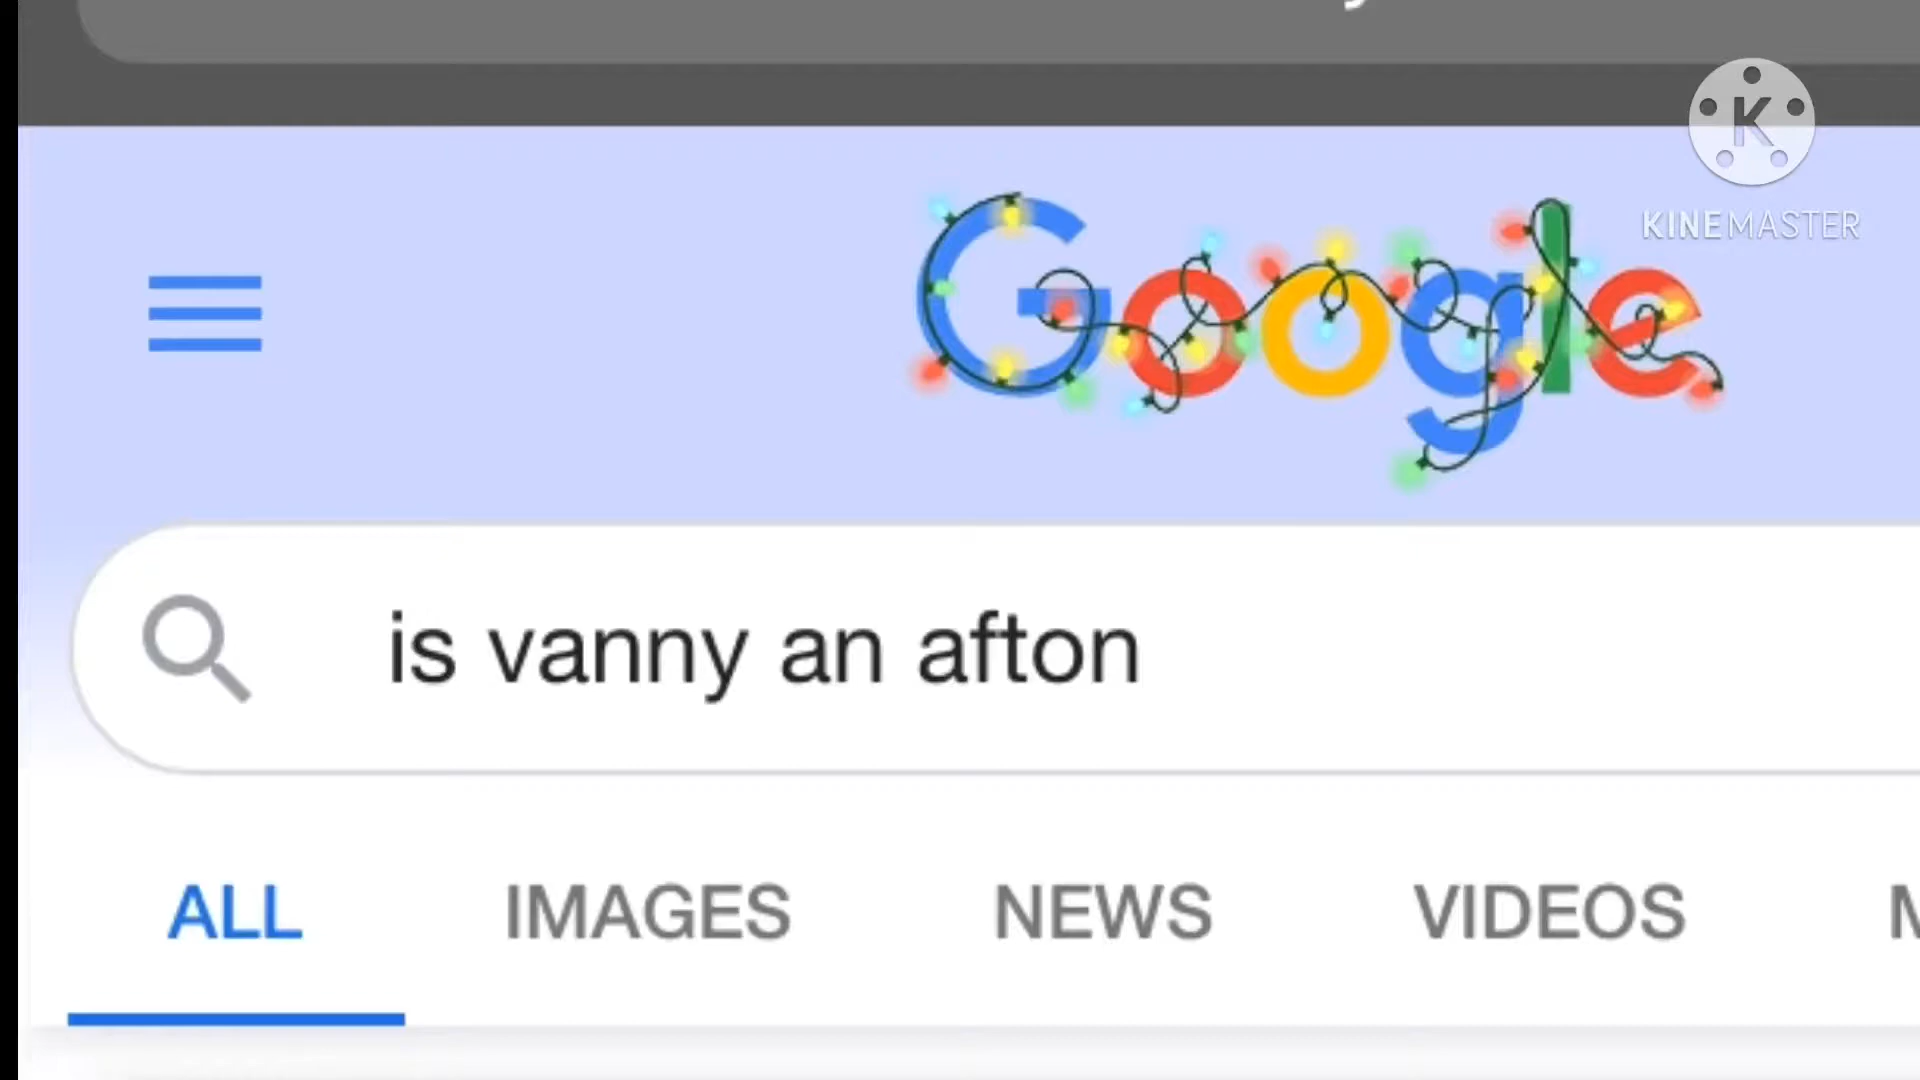 K
KINEMASTER
Google
is vanny an afton
ALL IMAGES NEWS VIDEOS